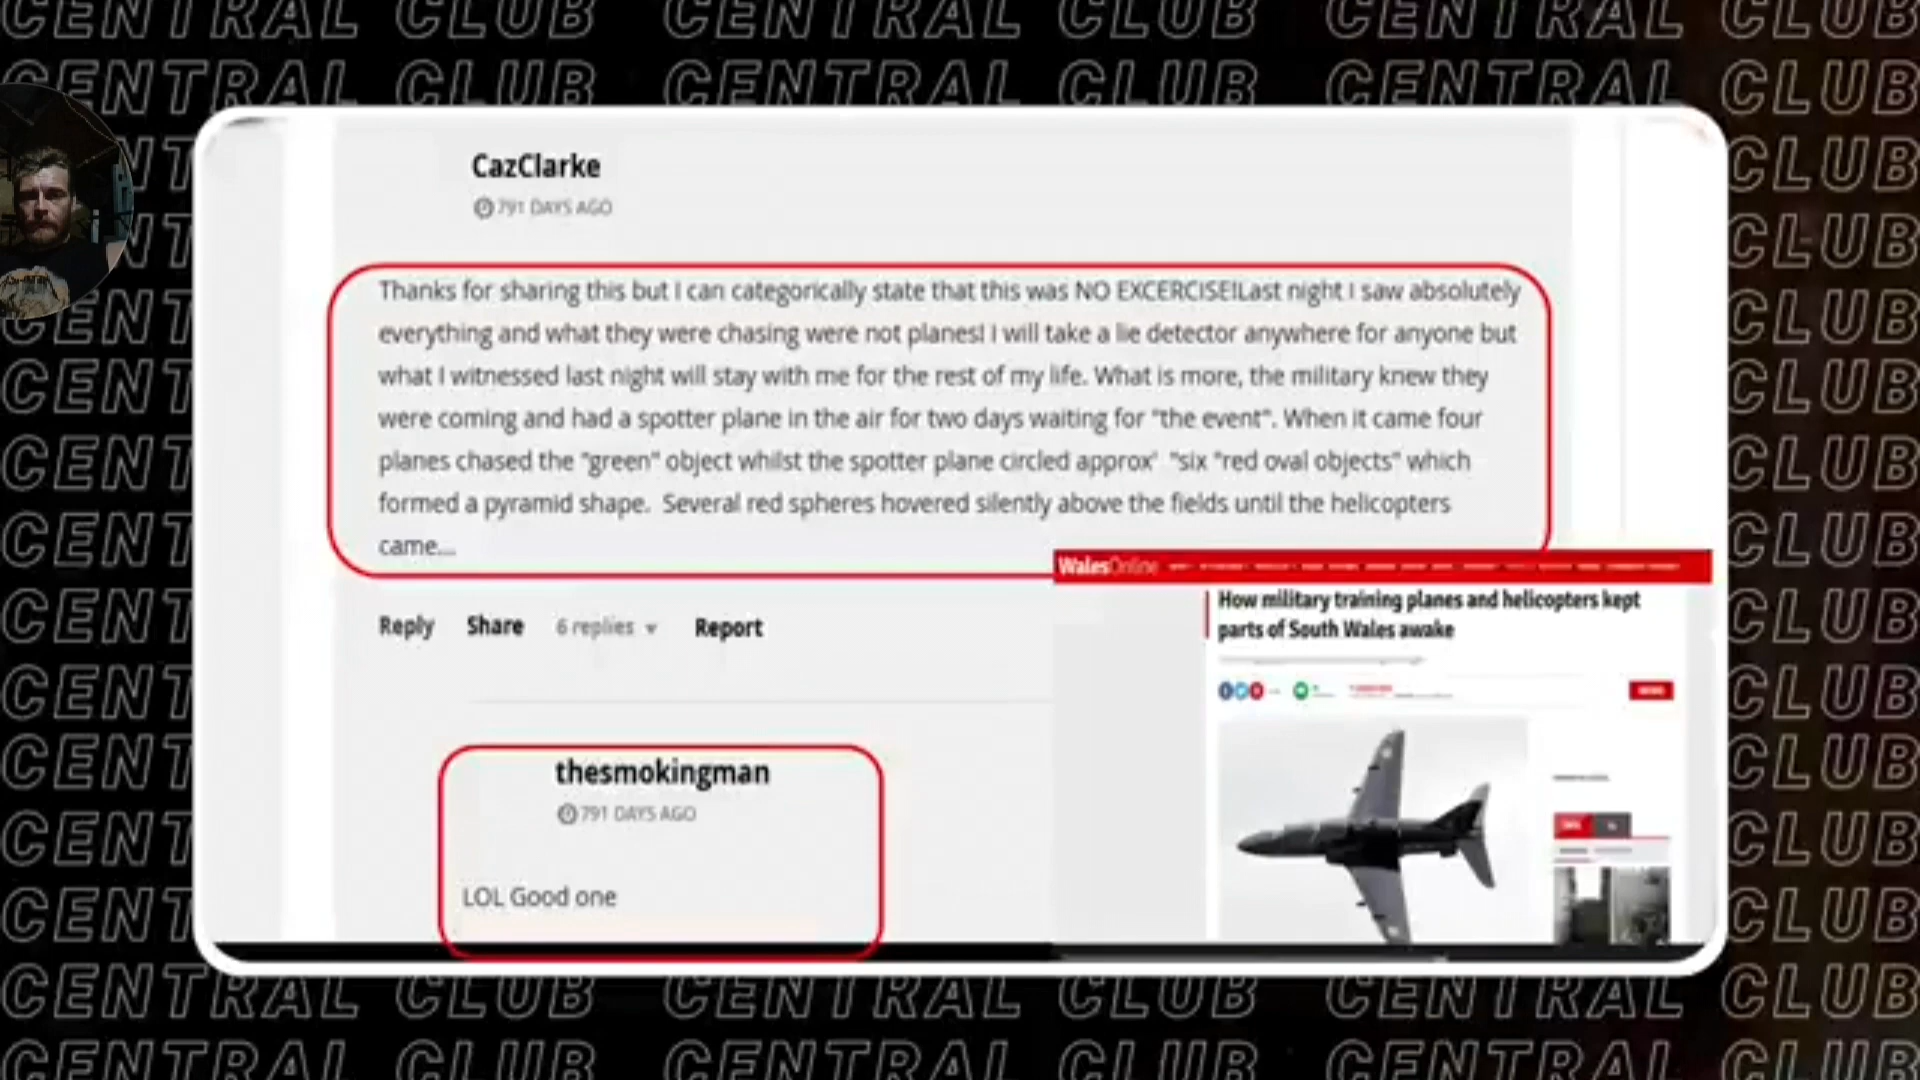 CENTRAL CLUB CENTRAL CLUB CENTRAL CLUB
CENTRAL CLUB CENTRAL CLUB CENTRAL CLUB
CazClarke
791 DAYS AGO
Thanks for sharing this but I can categorically state that this was NO EXCERCISE!Last night I saw absolutely
everything and what they were chasing were not planes! I will take a lie detector anywhere for anyone but
what I witnessed last night will stay with me for the rest of my life. What is more, the military knew they
were coming and had a spotter plane in the air for two days waiting for "the event". When it came four
planes chased the "green" object whilst the spotter plane circled approx' "six "red oval objects" which
formed a pyramid shape. Several red spheres hovered silently above the fields until the helicopters
came...
Reply Share 6 replies Report
thesmokingman
791 DAYS AGO
LOL Good one
WalesOnline
How military training planes and helicopters kept
parts of South Wales awake
CENTRAL CLUB CENTRAL CLUB CENTRAL CLUB
CENTRAL CLUB CENTRAL CLUB CENTRAL CLUB